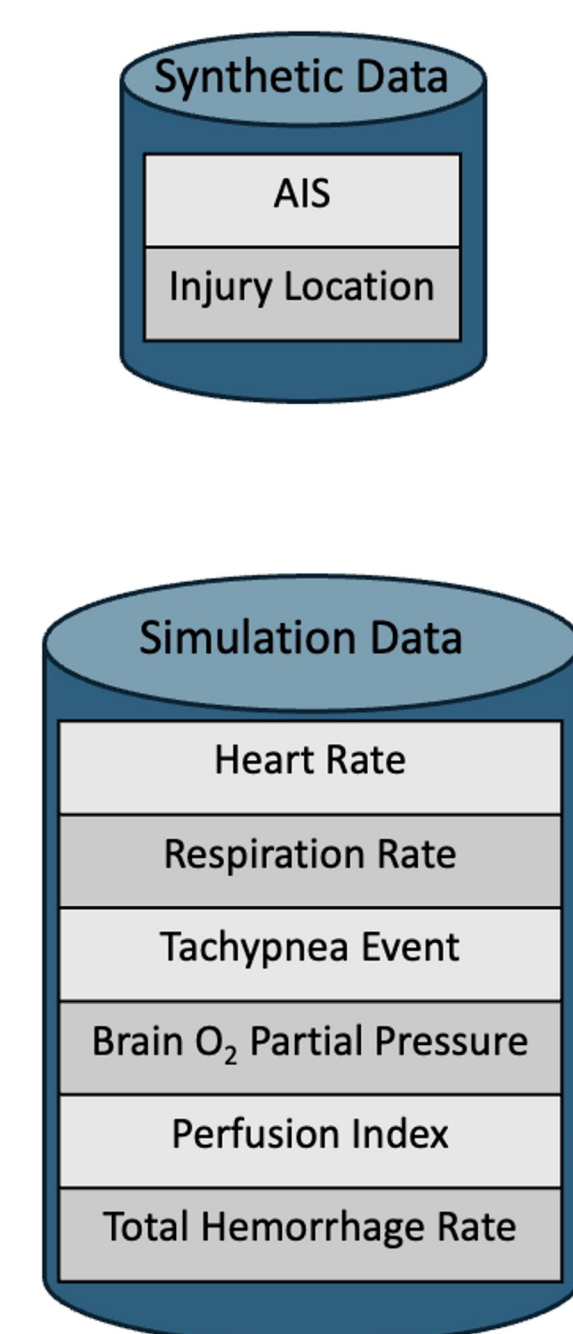 Synthetic Data
AIS
Injury Location
Simulation Data
Heart Rate
Respiration Rate
Tachypnea Event
Brain O₂ Partial Pressure
Perfusion Index
Total Hemorrhage Rate